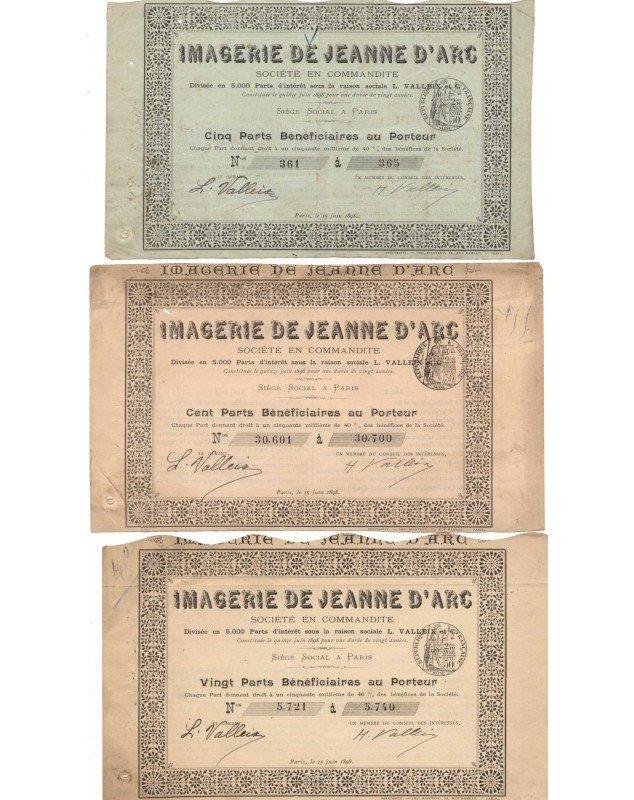 IMAGERIE DE JEANNE D'ARC
SOCIÉTÉ EN COMMANDITE
Divisée en 5.000 Parts d'intérêt sous la raison sociale L. VALLEIX et C
Constituée le quinze juin 1898 pour une durée de vingt années.
SIÈGE SOCIAL A PARIS
Cinq Parts Bénéficiaires au Porteur
Chaque Part donnant droit à un cinquante millième de 40 %, des bénéfices de la Société.
Nos 361 à 365
LE GÉRANT
UN MEMBRE DU CONSEIL DES INTÉRESSÉS,
L. Valleix
H. Valleix
Paris, le 15 juin 1898.
IMAGERIE DE JEANNE D'ARC
IMAGERIE DE JEANNE D'ARC
SOCIÉTÉ EN COMMANDITE
Divisée en 5.000 Parts d'intérêt sous la raison sociale L. VALLEIX
Constituée le quinze juin 1898 pour une durée de vingt années.
SIÈGE SOCIAL A PARIS
Cent Parts Bénéficiaires au Porteur
Chaque Part donnant droit à un cinquante millième de 40 %, des bénéfices de la Société.
Nos 30.601 à 30.700
LE GÉRANT
UN MEMBRE DU CONSEIL DES INTÉRESSÉS,
L. Valleix
H. Valleix
Paris, le 15 juin 1898.
IMAGERIE DE JEANNE D'ARC
IMAGERIE DE JEANNE D'ARC
SOCIÉTÉ EN COMMANDITE
Divisée en 5.000 Parts d'intérêt sous la raison sociale L. VALLEIX et C
Constituée le quinze juin 1898 pour une durée de vingt années.
SIÈGE SOCIAL A PARIS
Vingt Parts Bénéficiaires au Porteur
Chaque Part donnant droit à un cinquante millième de 40 %, des bénéfices de la Société.
Nos 5.721 à 5.740
UN MEMBRE DU CONSEIL DES INTÉRESSÉS,
L. Valleix
H. Valleix
Paris, le 15 juin 1898.